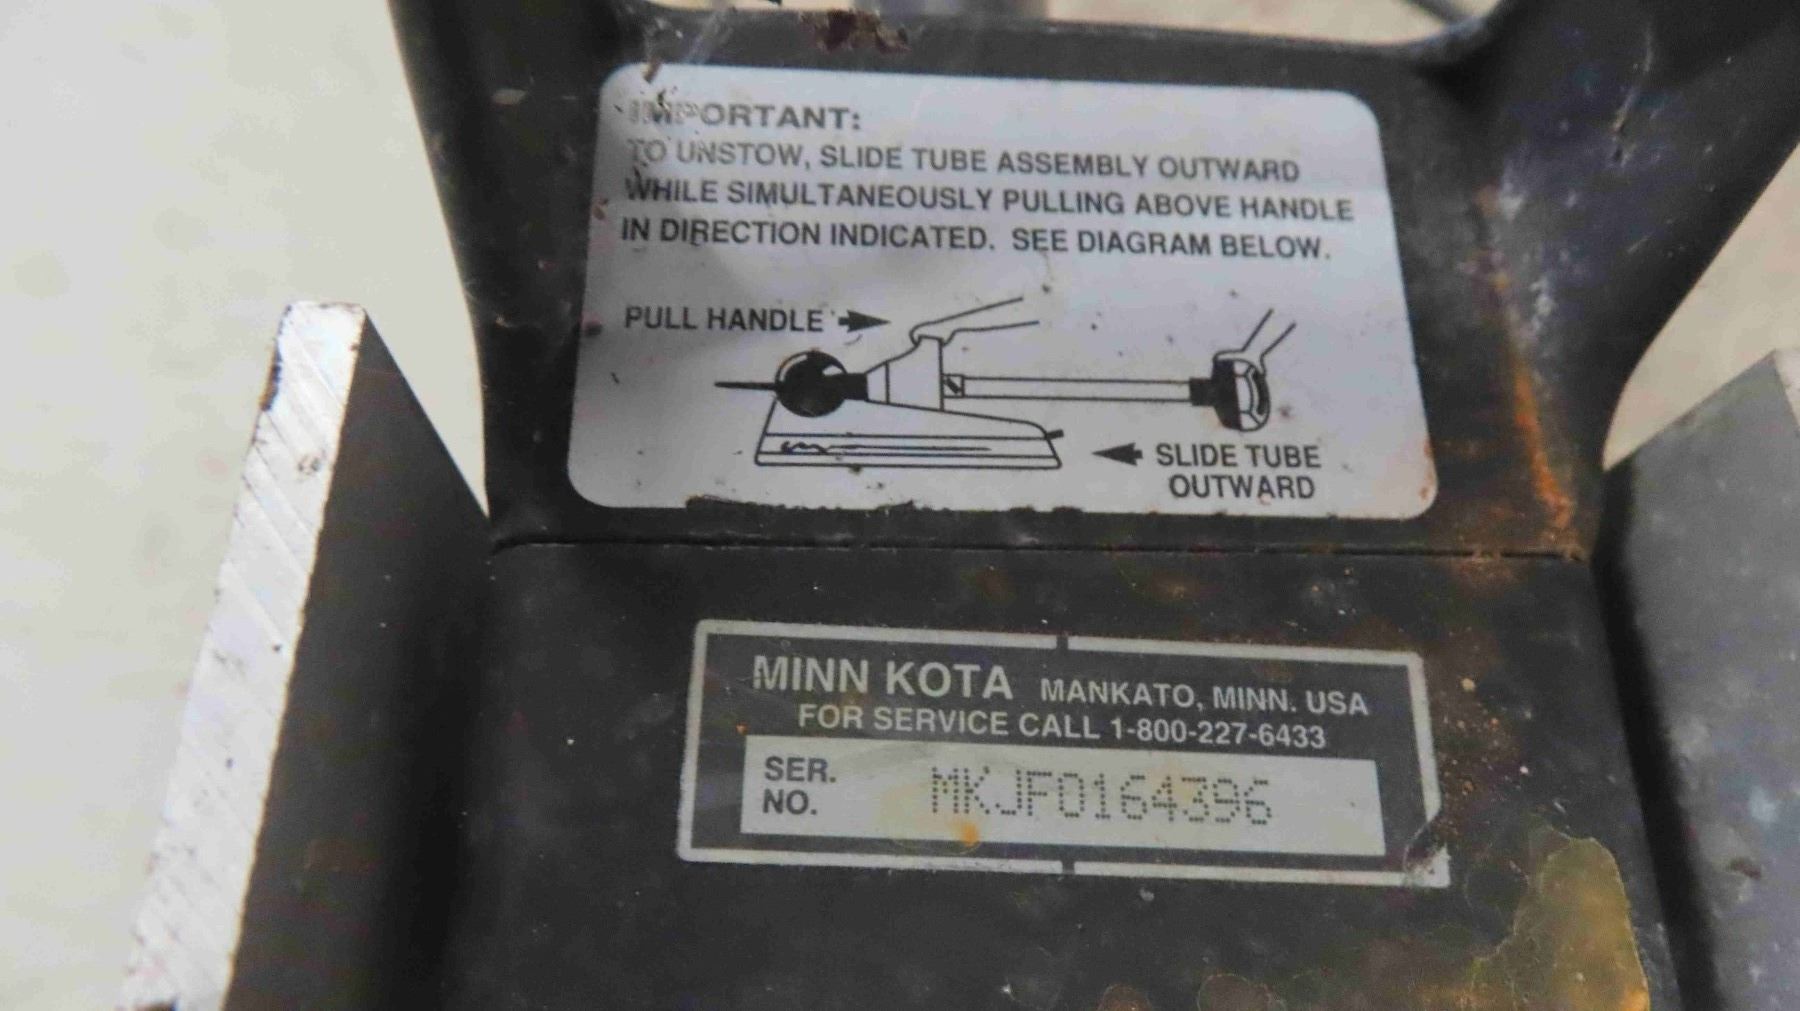 IMPORTANT:
TO UNSTOW, SLIDE TUBE ASSEMBLY OUTWARD
WHILE SIMULTANEOUSLY PULLING ABOVE HANDLE
IN DIRECTION INDICATED. SEE DIAGRAM BELOW.
PULL HANDLE
SLIDE TUBE
OUTWARD
MINN KOTA MANKATO, MINN. USA
FOR SERVICE CALL 1-800-227-6433
SER.
NO.
MKJF0164396